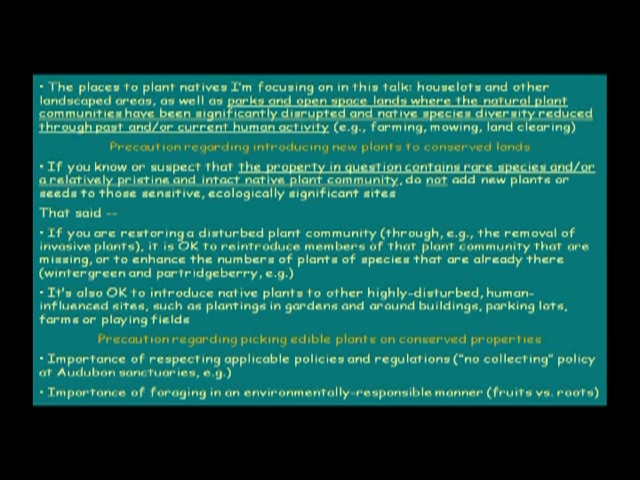 • The places to plant natives I'm focusing on in this talk: houselots and other
landscaped areas, as well as parks and open space lands where the natural plant
communities have been significantly disrupted and native species diversity reduced
through past and/or current human activity (e.g., farming, mowing, land clearing)
Precaution regarding introducing new plants to conserved lands
• If you know or suspect that the property in question contains rare species and/or
a relatively pristine and intact native plant community, do not add new plants or
seeds to those sensitive, ecologically significant sites
That said --
• If you are restoring a disturbed plant community (through, e.g., the removal of
invasive plants), it is OK to reintroduce members of that plant community that are
missing, or to enhance the numbers of plants of species that are already there
(wintergreen and partridgeberry, e.g.)
• It's also OK to introduce native plants to other highly-disturbed, human-
influenced sites, such as plantings in gardens and around buildings, parking lots,
farms or playing fields
Precaution regarding picking edible plants on conserved properties
• Importance of respecting applicable policies and regulations ("no collecting" policy
at Audubon sanctuaries, e.g.)
• Importance of foraging in an environmentally-responsible manner (fruits vs. roots)